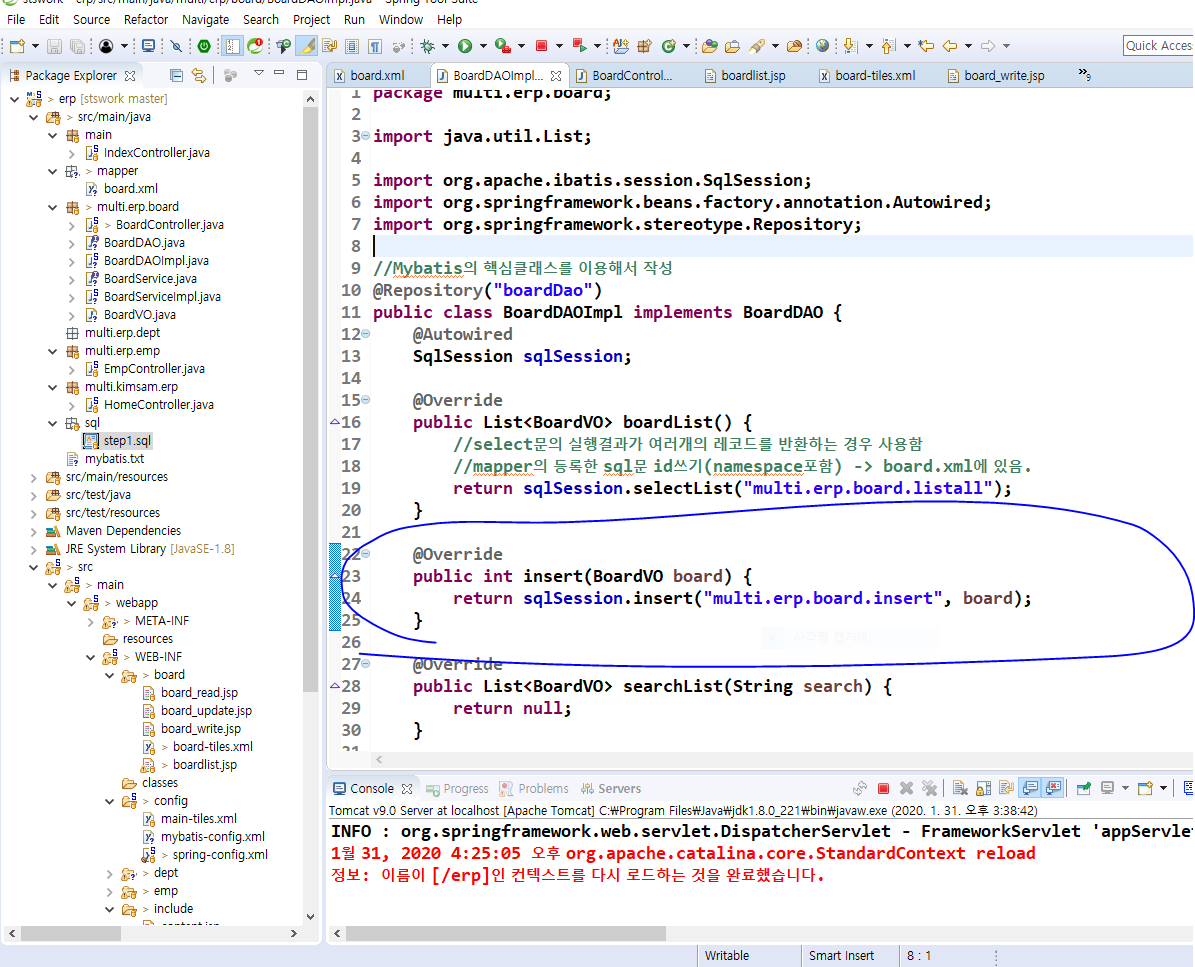 stswork - erp/src/main/java/multi/erp/board/BoardDAOImpl.java - Spring Tool Suite
File Edit Source Refactor Navigate Search Project Run Window Help
Quick Access
Package Explorer
board.xml
BoardDAOImpl...
BoardControl...
boardlist.jsp
board-tiles.xml
board_write.jsp
»9
> erp [stswork master]
> src/main/java
main
IndexController.java
> mapper
board.xml
> multi.erp.board
> BoardController.java
BoardDAO.java
BoardDAOImpl.java
BoardService.java
BoardServiceImpl.java
BoardVO.java
multi.erp.dept
multi.erp.emp
EmpController.java
multi.kimsam.erp
HomeController.java
sql
step1.sql
mybatis.txt
src/main/resources
src/test/java
src/test/resources
Maven Dependencies
JRE System Library [JavaSE-1.8]
> src
> main
> webapp
> META-INF
resources
> WEB-INF
> board
board_read.jsp
board_update.jsp
board_write.jsp
> board-tiles.xml
> boardlist.jsp
classes
> config
main-tiles.xml
mybatis-config.xml
> spring-config.xml
> dept
> emp
> include
1 package multi.erp.board;
2
3 import java.util.List;
4
5 import org.apache.ibatis.session.SqlSession;
6 import org.springframework.beans.factory.annotation.Autowired;
7 import org.springframework.stereotype.Repository;
8
9 //Mybatis의 핵심클래스를 이용해서 작성
10 @Repository("boardDao")
11 public class BoardDAOImpl implements BoardDAO {
12 @Autowired
13 SqlSession sqlSession;
14
15 @Override
16 public List<BoardVO> boardList() {
17 //select문의 실행결과가 여러개의 레코드를 반환하는 경우 사용함
18 //mapper의 등록한 sql문 id쓰기(namespace포함) -> board.xml에 있음.
19 return sqlSession.selectList("multi.erp.board.listall");
20 }
21
22 @Override
23 public int insert(BoardVO board) {
24 return sqlSession.insert("multi.erp.board.insert", board);
25 }
26
27 @Override
28 public List<BoardVO> searchList(String search) {
29 return null;
30 }
31
Console Progress Problems Servers
Tomcat v9.0 Server at localhost [Apache Tomcat] C:₩Program Files₩Java₩jdk1.8.0_221₩bin₩javaw.exe (2020. 1. 31. 오후 3:38:42)
INFO : org.springframework.web.servlet.DispatcherServlet - FrameworkServlet 'appServlet
1월 31, 2020 4:25:05 오후 org.apache.catalina.core.StandardContext reload
정보: 이름이 [/erp]인 컨텍스트를 다시 로드하는 것을 완료했습니다.
Writable
Smart Insert
8 : 1